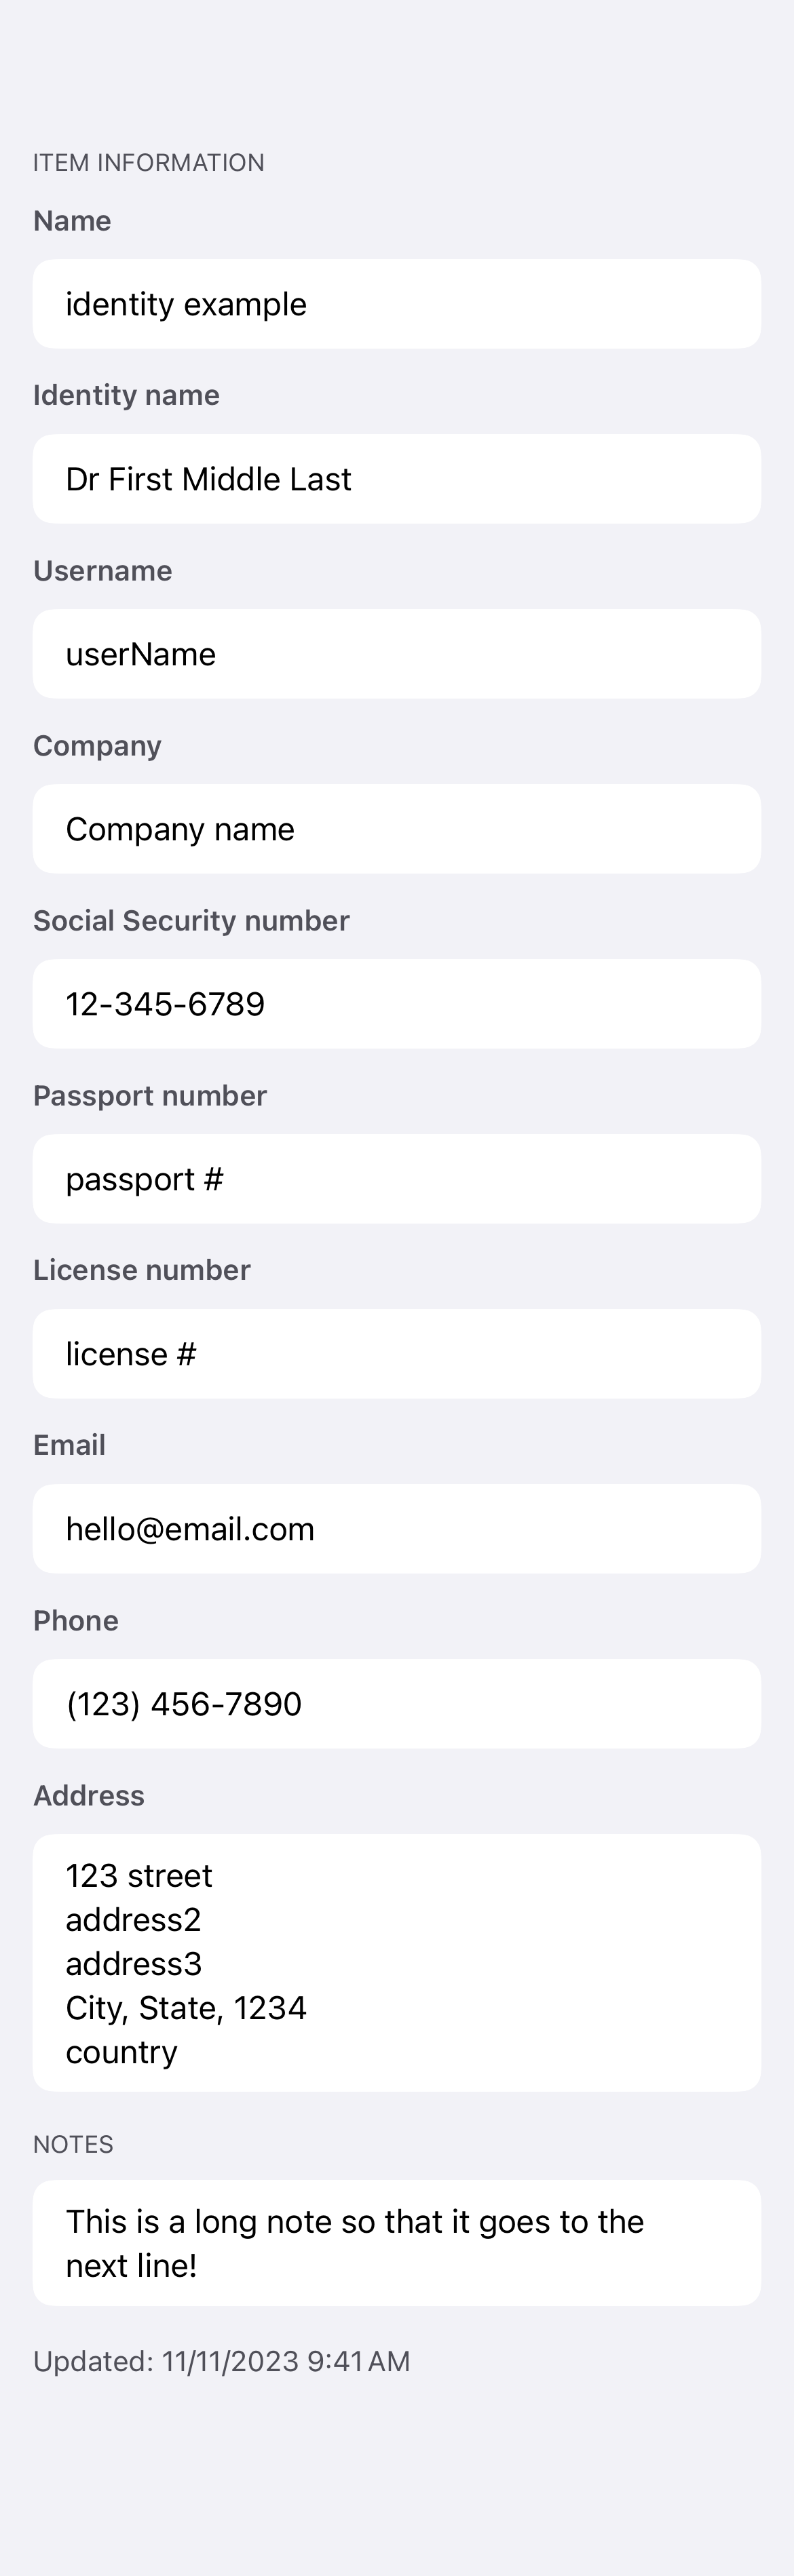 ITEM INFORMATION
Name
identity example
Identity name
Dr First Middle Last
Username
userName
Company
Company name
Social Security number
12-345-6789
Passport number
passport #
License number
license #
Email
hello@email.com
Phone
(123) 456-7890
Address
123 street
address2
address3
City, State, 1234
country
NOTES
This is a long note so that it goes to the
next line!
Updated: 11/11/2023 9:41 AM